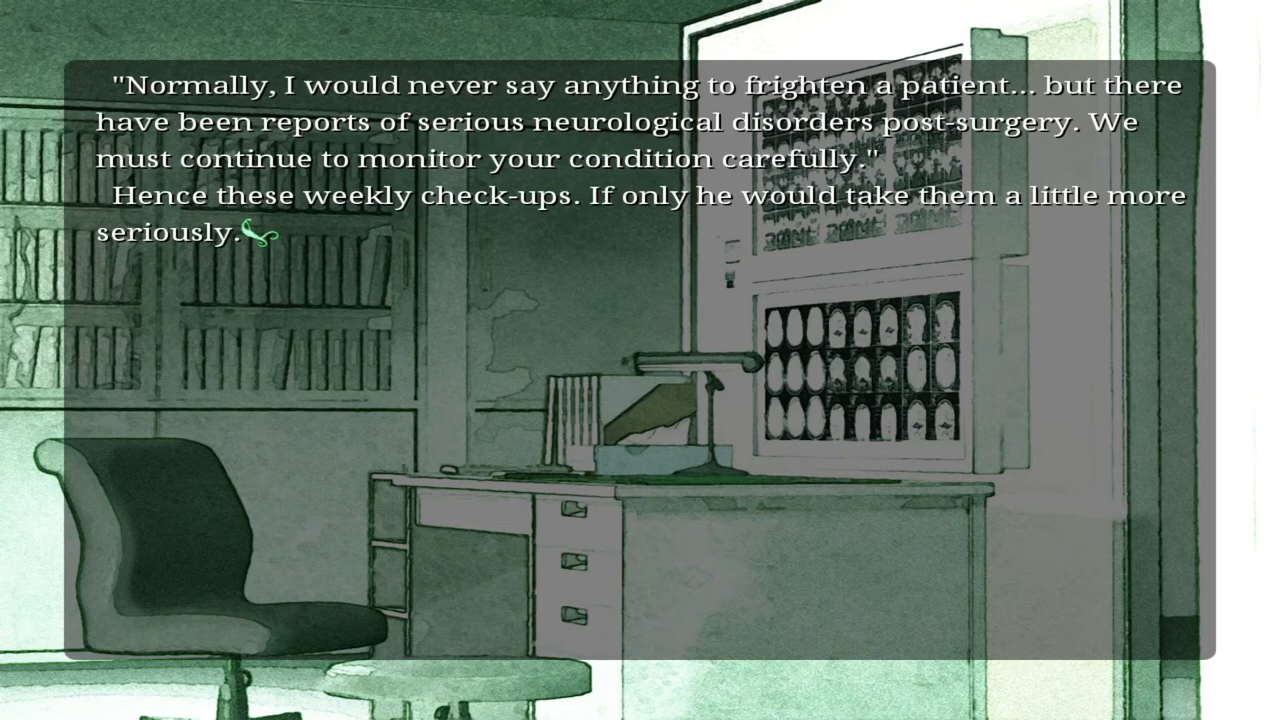 "Normally, I would never say anything to frighten a patient... but there
have been reports of serious neurological disorders post-surgery. We
must continue to monitor your condition carefully."
Hence these weekly check-ups. If only he would take them a little more
seriously.